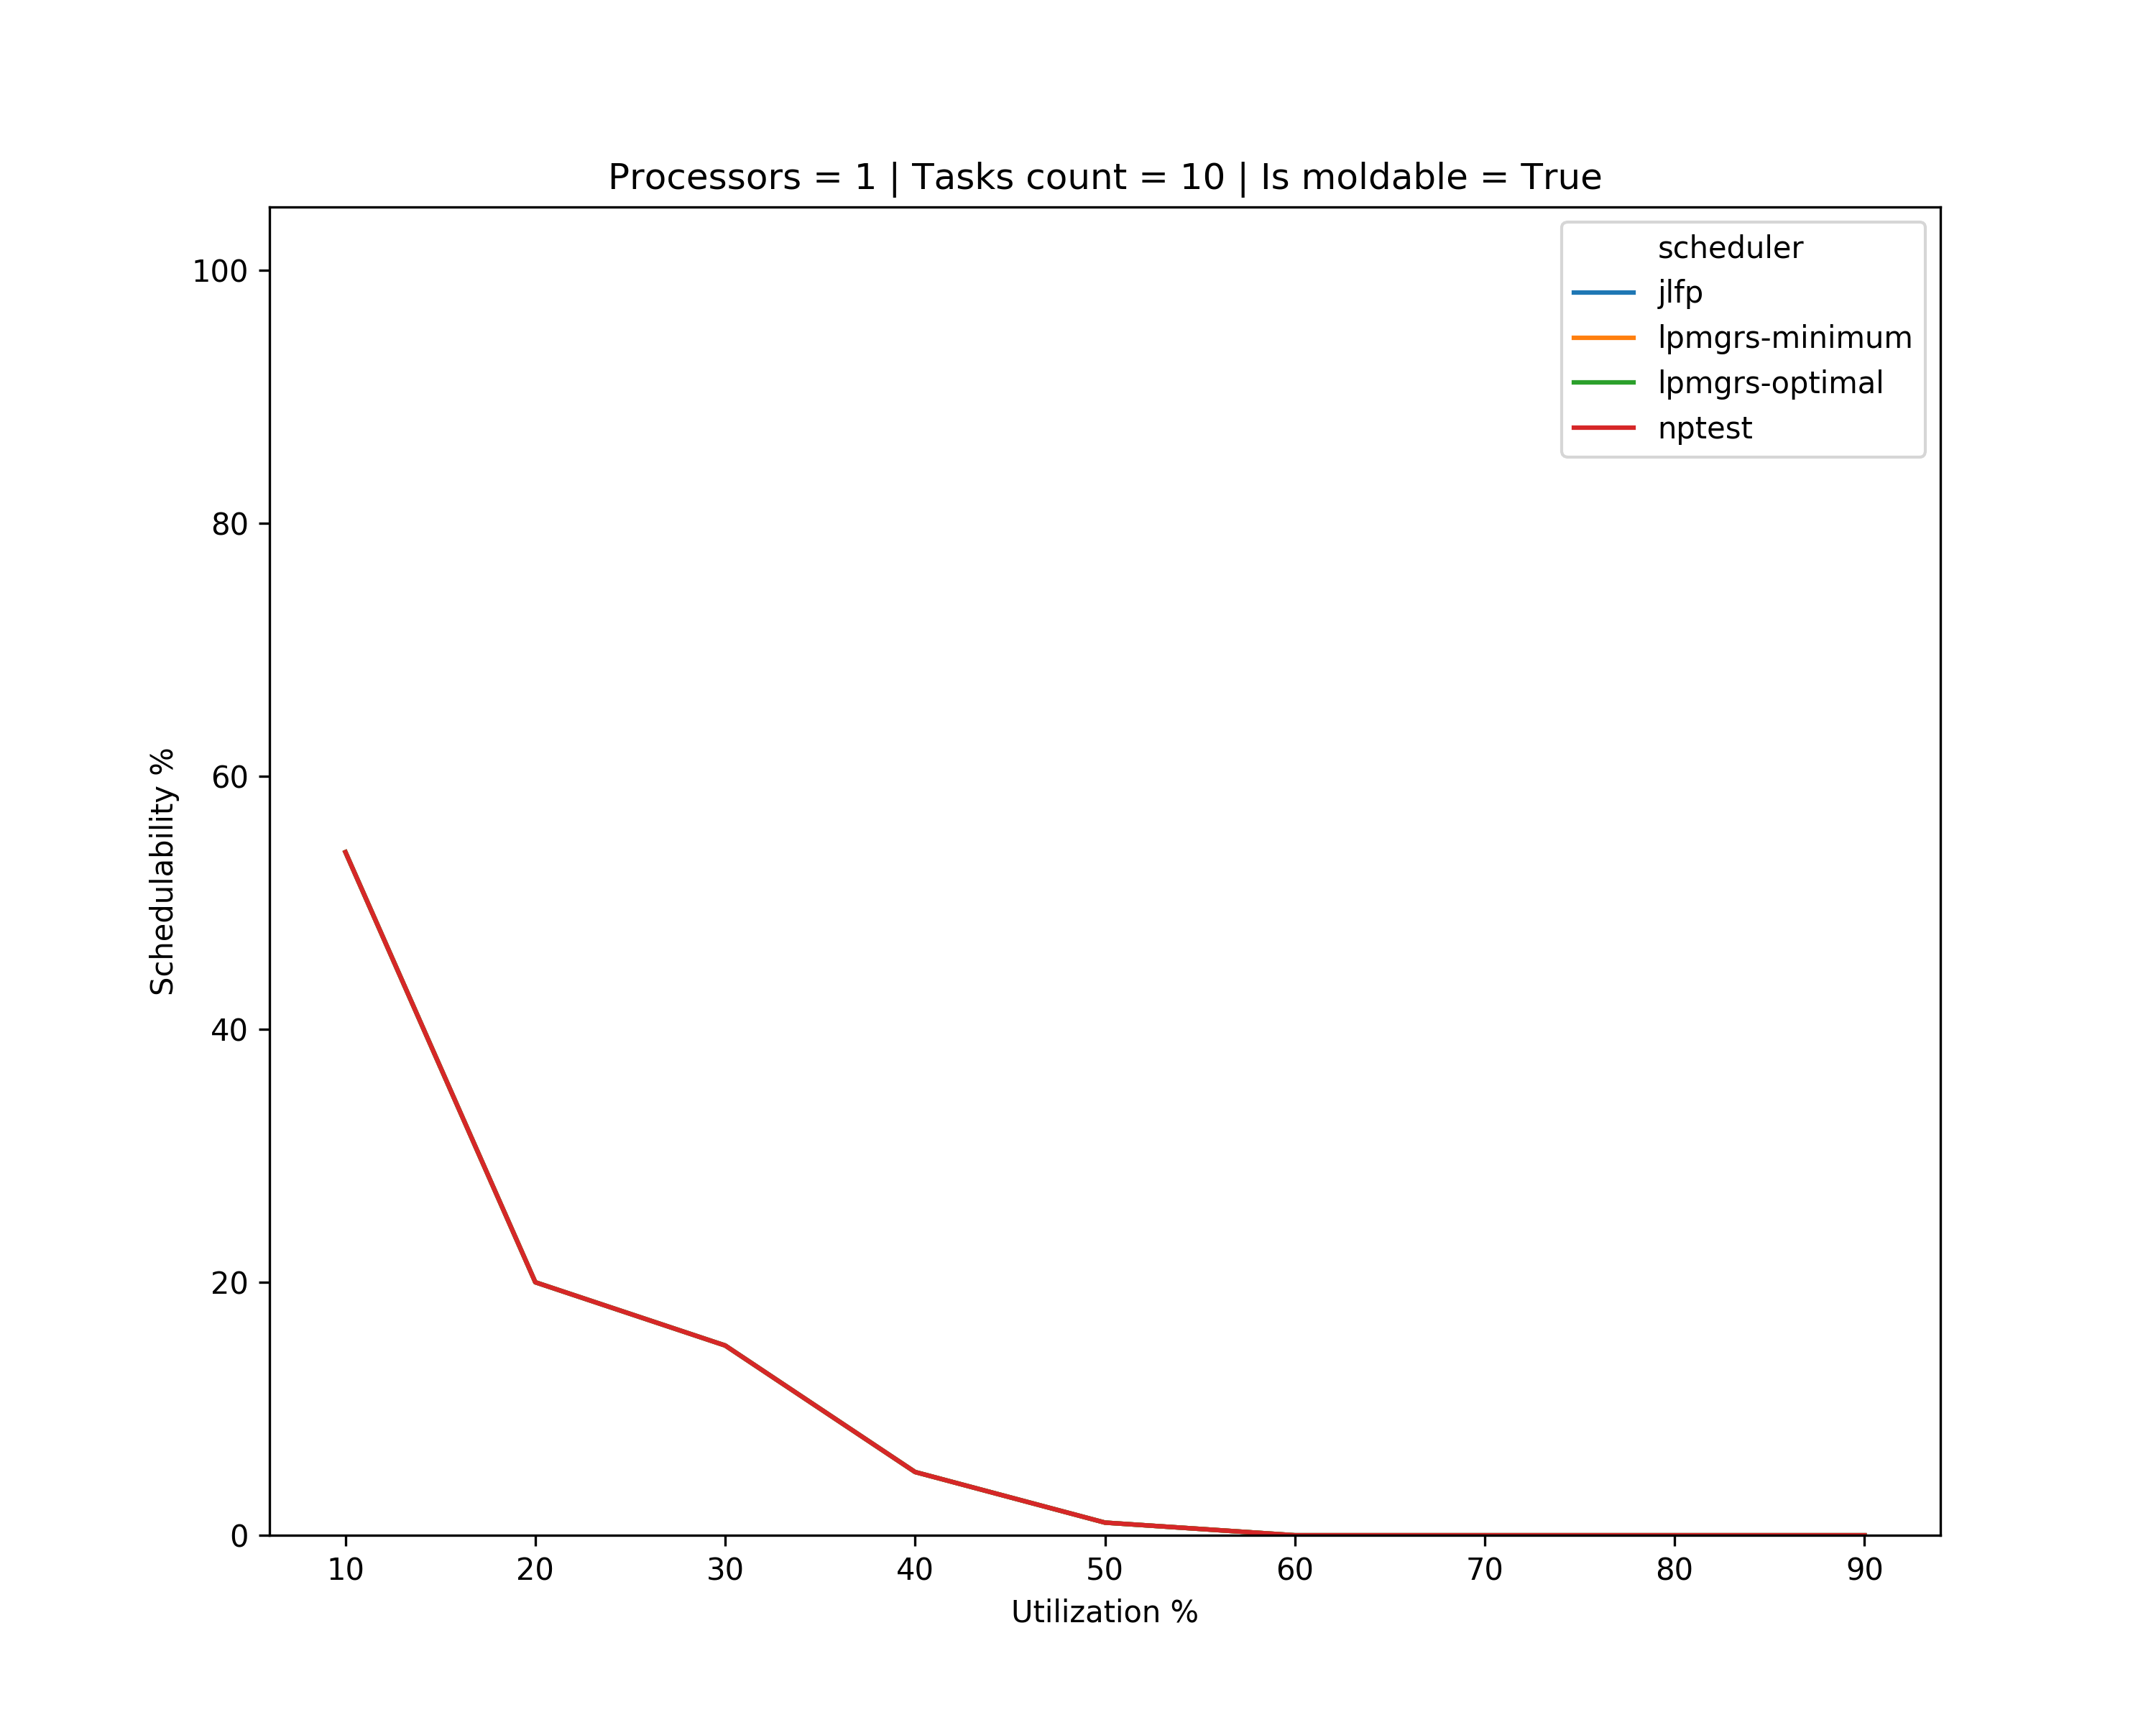 Processors = 1 | Tasks count = 10 | Is moldable = True
scheduler
jlfp
lpmgrs-minimum
lpmgrs-optimal
nptest
Schedulability %
100
80
60
40
20
0
10 20 30 40 50 60 70 80 90
Utilization %